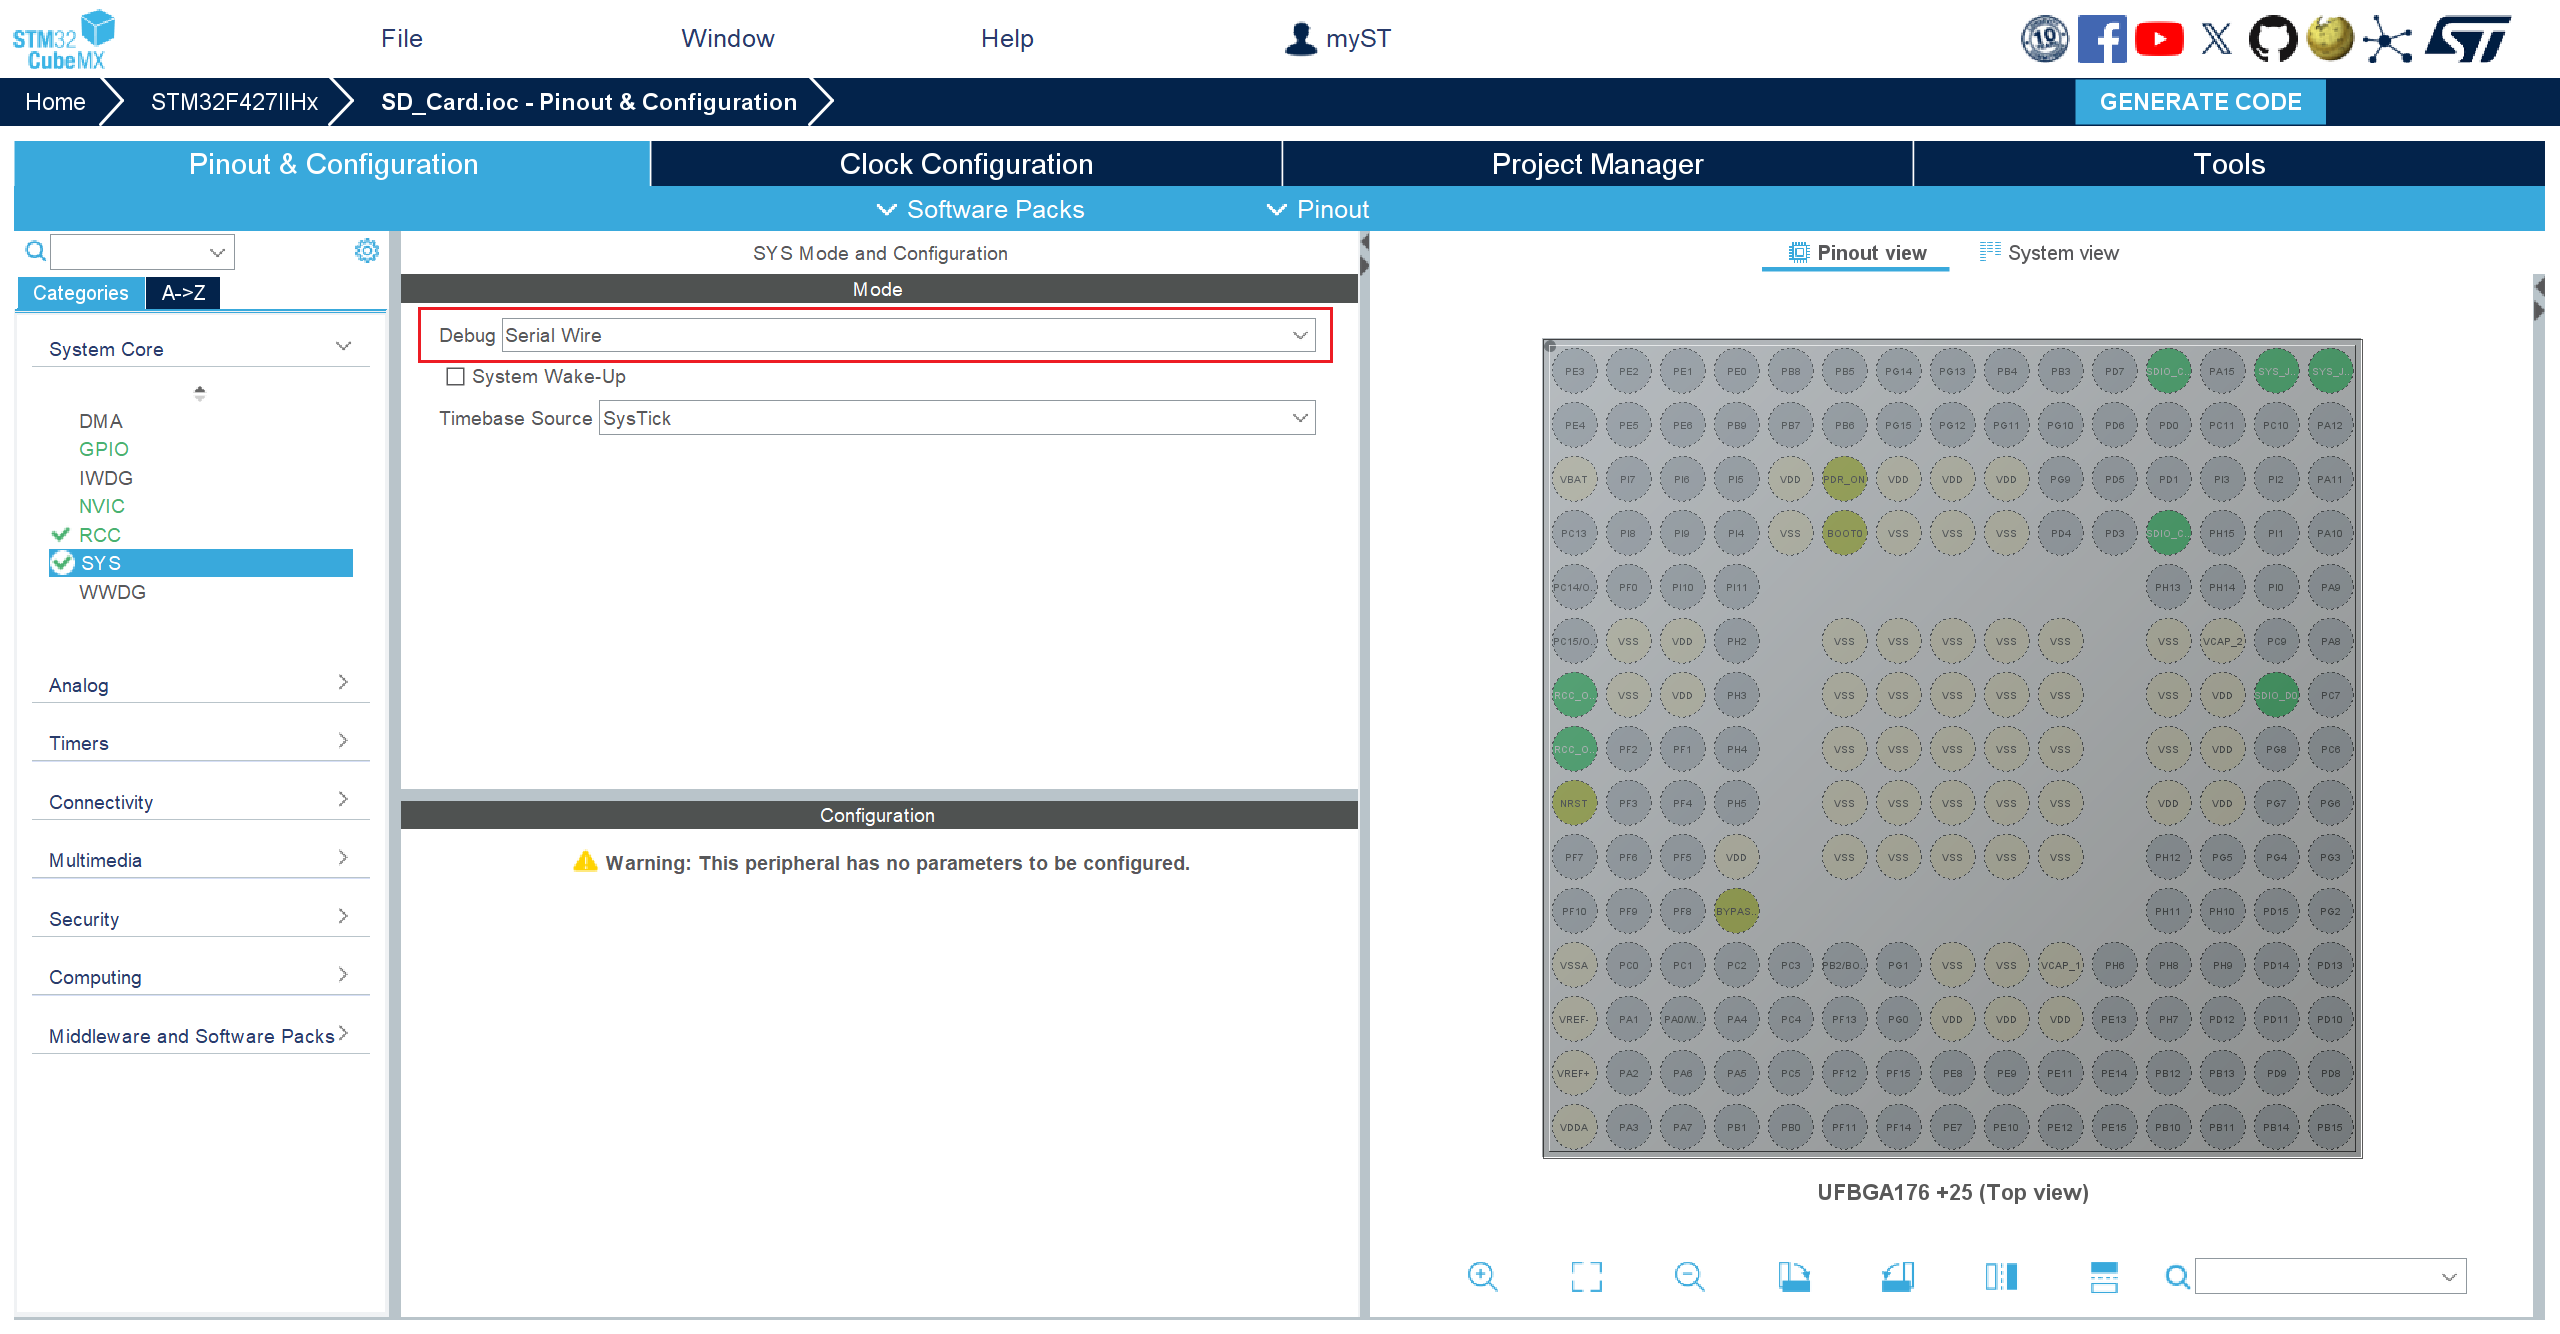 STM32
CubeMX
File
Window
Help
myST
10
Home
STM32F427IIHx
SD_Card.ioc - Pinout & Configuration
GENERATE CODE
Pinout & Configuration
Clock Configuration
Project Manager
Tools
Software Packs
Pinout
Categories
A->Z
System Core
DMA
GPIO
IWDG
NVIC
RCC
SYS
WWDG
Analog
Timers
Connectivity
Multimedia
Security
Computing
Middleware and Software Packs
SYS Mode and Configuration
Mode
Debug Serial Wire
System Wake-Up
Timebase Source SysTick
Configuration
Warning: This peripheral has no parameters to be configured.
Pinout view
System view
PE3 PE2 PE1 PE0 PB8 PB5 PG14 PG13 PB4 PB3 PD7 SDIO_C.. PA15 SYS_J.. SYS_J..
PE4 PE5 PE6 PB9 PB7 PB6 PG15 PG12 PG11 PG10 PD6 PD0 PC11 PC10 PA12
VBAT PI7 PI6 PI5 VDD PDR_ON VDD VDD VDD PG9 PD5 PD1 PI3 PI2 PA11
PC13 PI8 PI9 PI4 VSS BOOT0 VSS VSS VSS PD4 PD3 SDIO_C.. PH15 PI1 PA10
PC14/O.. PF0 PI10 PI11 PH13 PH14 PI0 PA9
PC15/O.. VSS VDD PH2 VSS VSS VSS VSS VSS VSS VCAP_2 PC9 PA8
RCC_O.. VSS VDD PH3 VSS VSS VSS VSS VSS VSS VDD SDIO_D0 PC7
RCC_O.. PF2 PF1 PH4 VSS VSS VSS VSS VSS VSS VDD PG8 PC6
NRST PF3 PF4 PH5 VSS VSS VSS VSS VSS VDD VDD PG7 PG6
PF7 PF6 PF5 VDD VSS VSS VSS VSS VSS PH12 PG5 PG4 PG3
PF10 PF9 PF8 BYPAS.. PH11 PH10 PD15 PG2
VSSA PC0 PC1 PC2 PC3 PB2/BO.. PG1 VSS VSS VCAP_1 PH6 PH8 PH9 PD14 PD13
VREF- PA1 PA0/W.. PA4 PC4 PF13 PG0 VDD VDD VDD PE13 PH7 PD12 PD11 PD10
VREF+ PA2 PA6 PA5 PC5 PF12 PF15 PE8 PE9 PE11 PE14 PB12 PB13 PD9 PD8
VDDA PA3 PA7 PB1 PB0 PF11 PF14 PE7 PE10 PE12 PE15 PB10 PB11 PB14 PB15
UFBGA176 +25 (Top view)